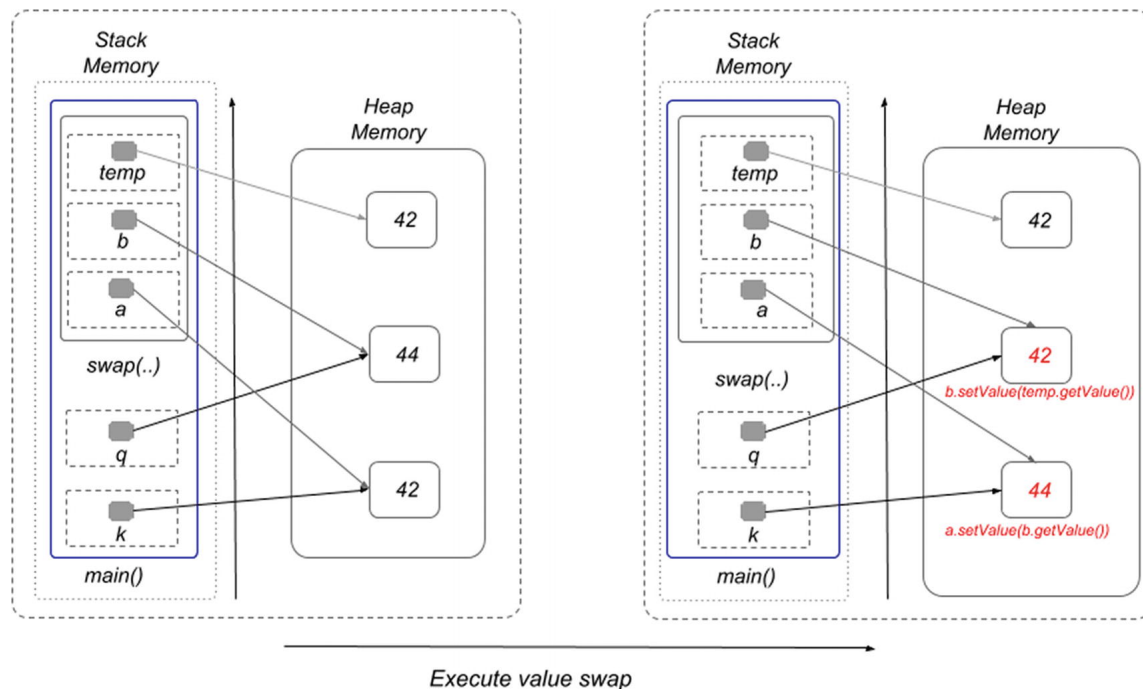 Stack
Memory
Heap
Memory
temp
42
b
a
44
swap(..)
q
42
k
main()
Stack
Memory
Heap
Memory
temp
42
b
a
42
swap(..)
b.setValue(temp.getValue())
q
44
k
a.setValue(b.getValue())
main()
Execute value swap